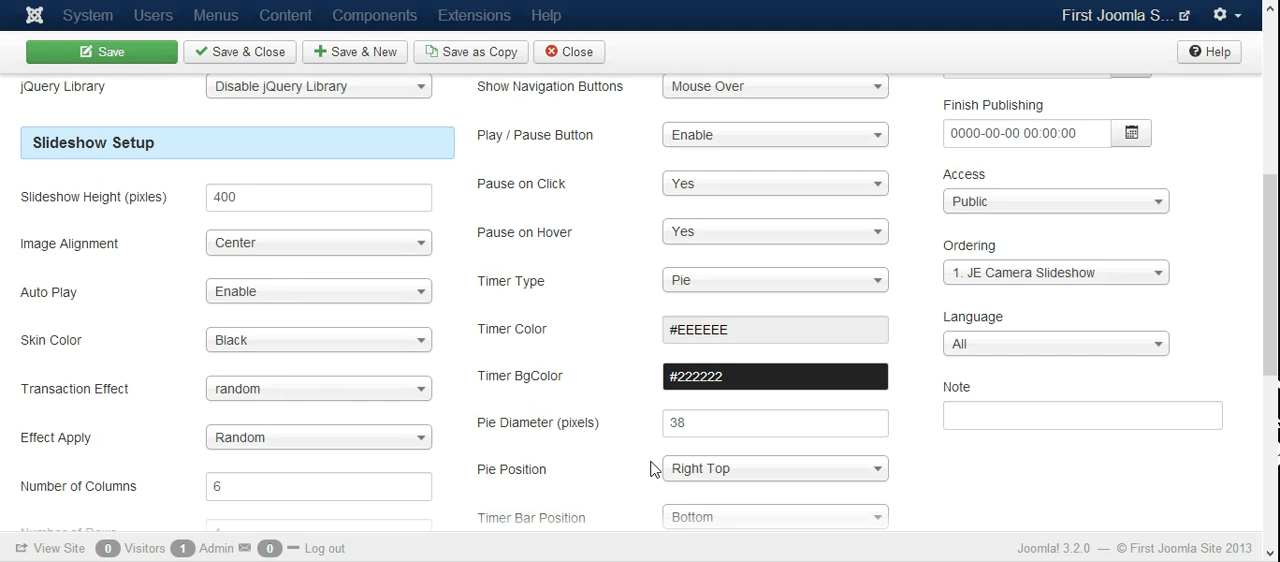 System Users Menus Content Components Extensions Help First Joomla S...
Save Save & Close Save & New Save as Copy Close Help
jQuery Library Disable jQuery Library
Slideshow Setup
Slideshow Height (pixles) 400
Image Alignment Center
Auto Play Enable
Skin Color Black
Transaction Effect random
Effect Apply Random
Number of Columns 6
Number of Rows
Show Navigation Buttons Mouse Over
Play / Pause Button Enable
Pause on Click Yes
Pause on Hover Yes
Timer Type Pie
Timer Color #EEEEEE
Timer BgColor #222222
Pie Diameter (pixels) 38
Pie Position Right Top
Timer Bar Position Bottom
Finish Publishing
0000-00-00 00:00:00
Access
Public
Ordering
1. JE Camera Slideshow
Language
All
Note
View Site 0 Visitors 1 Admin 0 Log out Joomla! 3.2.0 — © First Joomla Site 2013